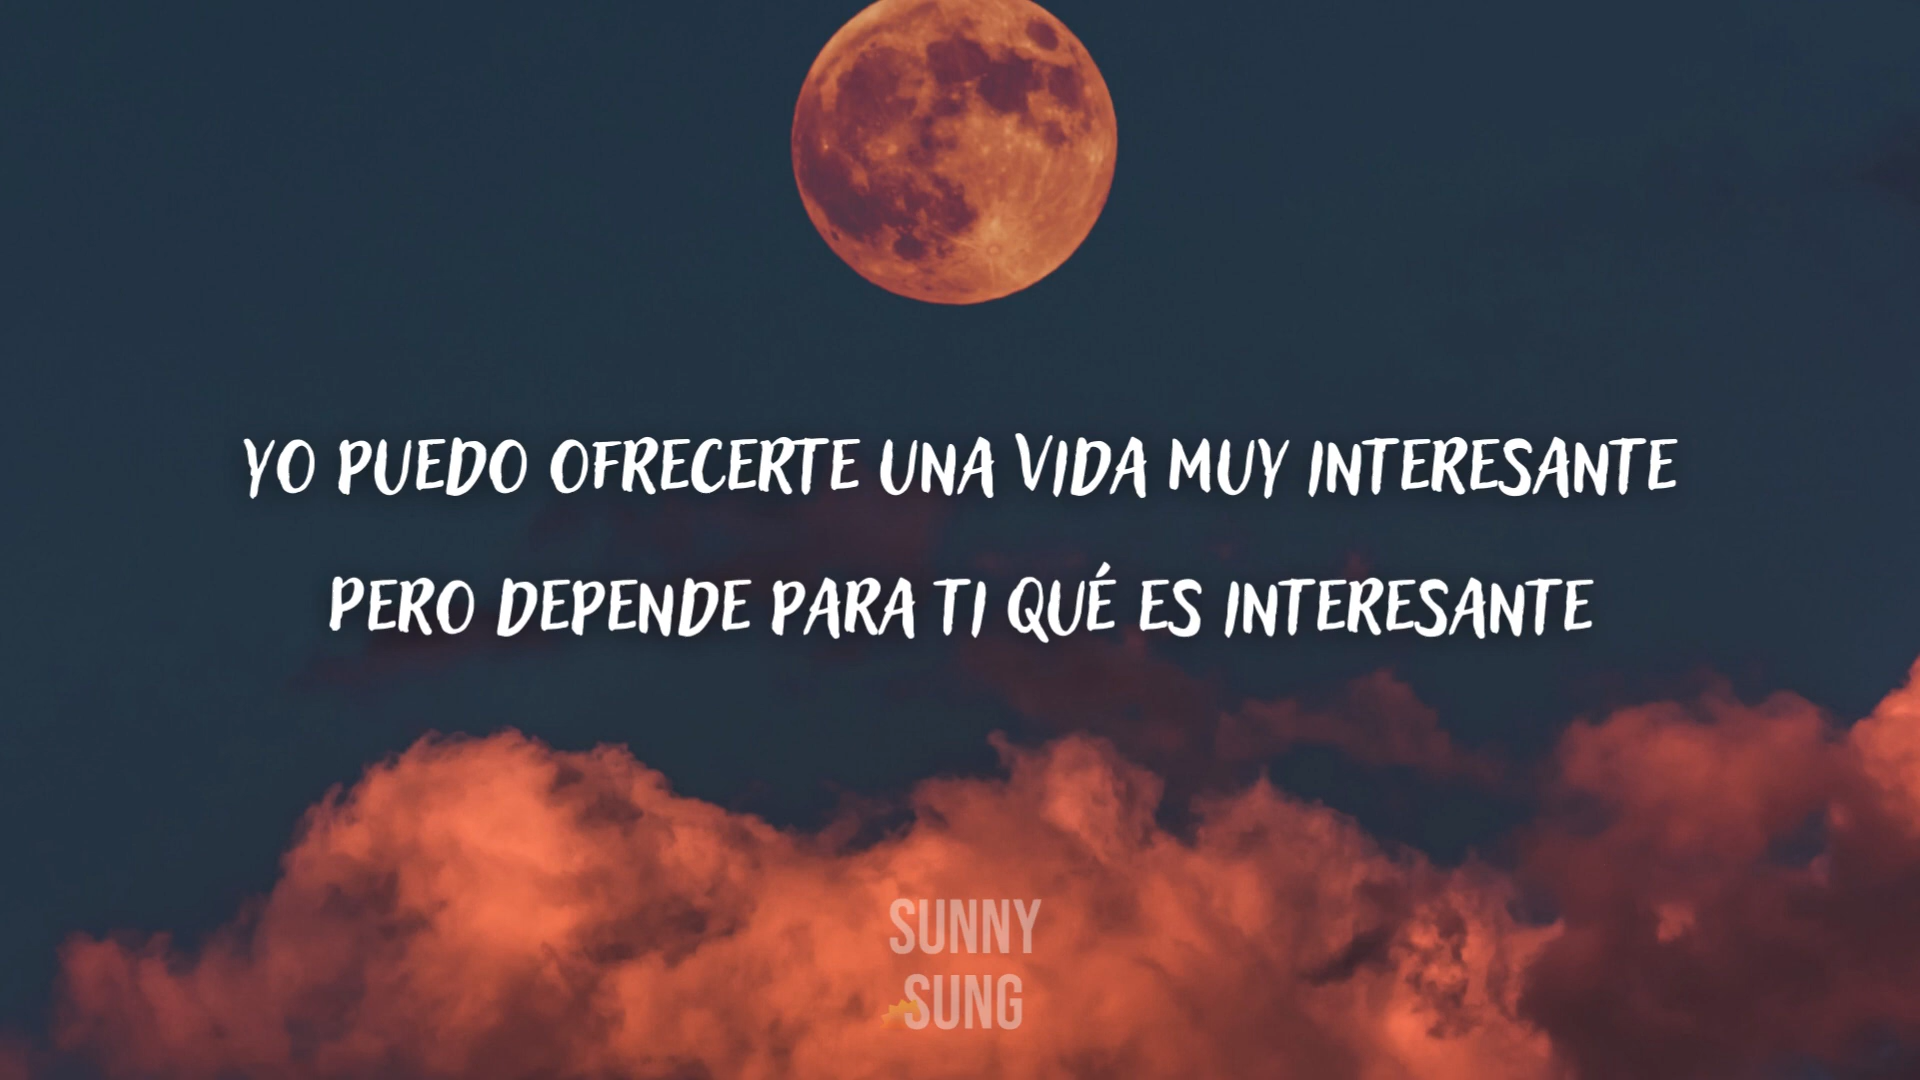 YO PUEDO OFRECERTE UNA VIDA MUY INTERESANTE
PERO DEPENDE PARA TI QUÉ ES INTERESANTE
SUNNY
SUNG